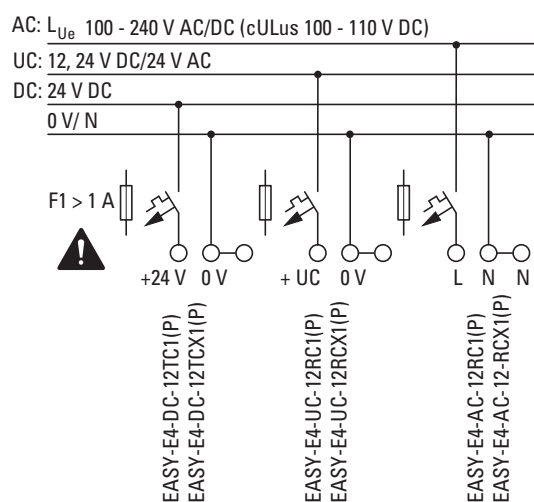 AC: L_Ue 100 - 240 V AC/DC (cULus 100 - 110 V DC)
UC: 12, 24 V DC/24 V AC
DC: 24 V DC
0 V/ N
F1 > 1 A
+24 V 0 V + UC 0 V L N N
EASY-E4-DC-12TC1(P)
EASY-E4-DC-12TCX1(P)
EASY-E4-UC-12RC1(P)
EASY-E4-UC-12RCX1(P)
EASY-E4-AC-12RC1(P)
EASY-E4-AC-12-RCX1(P)